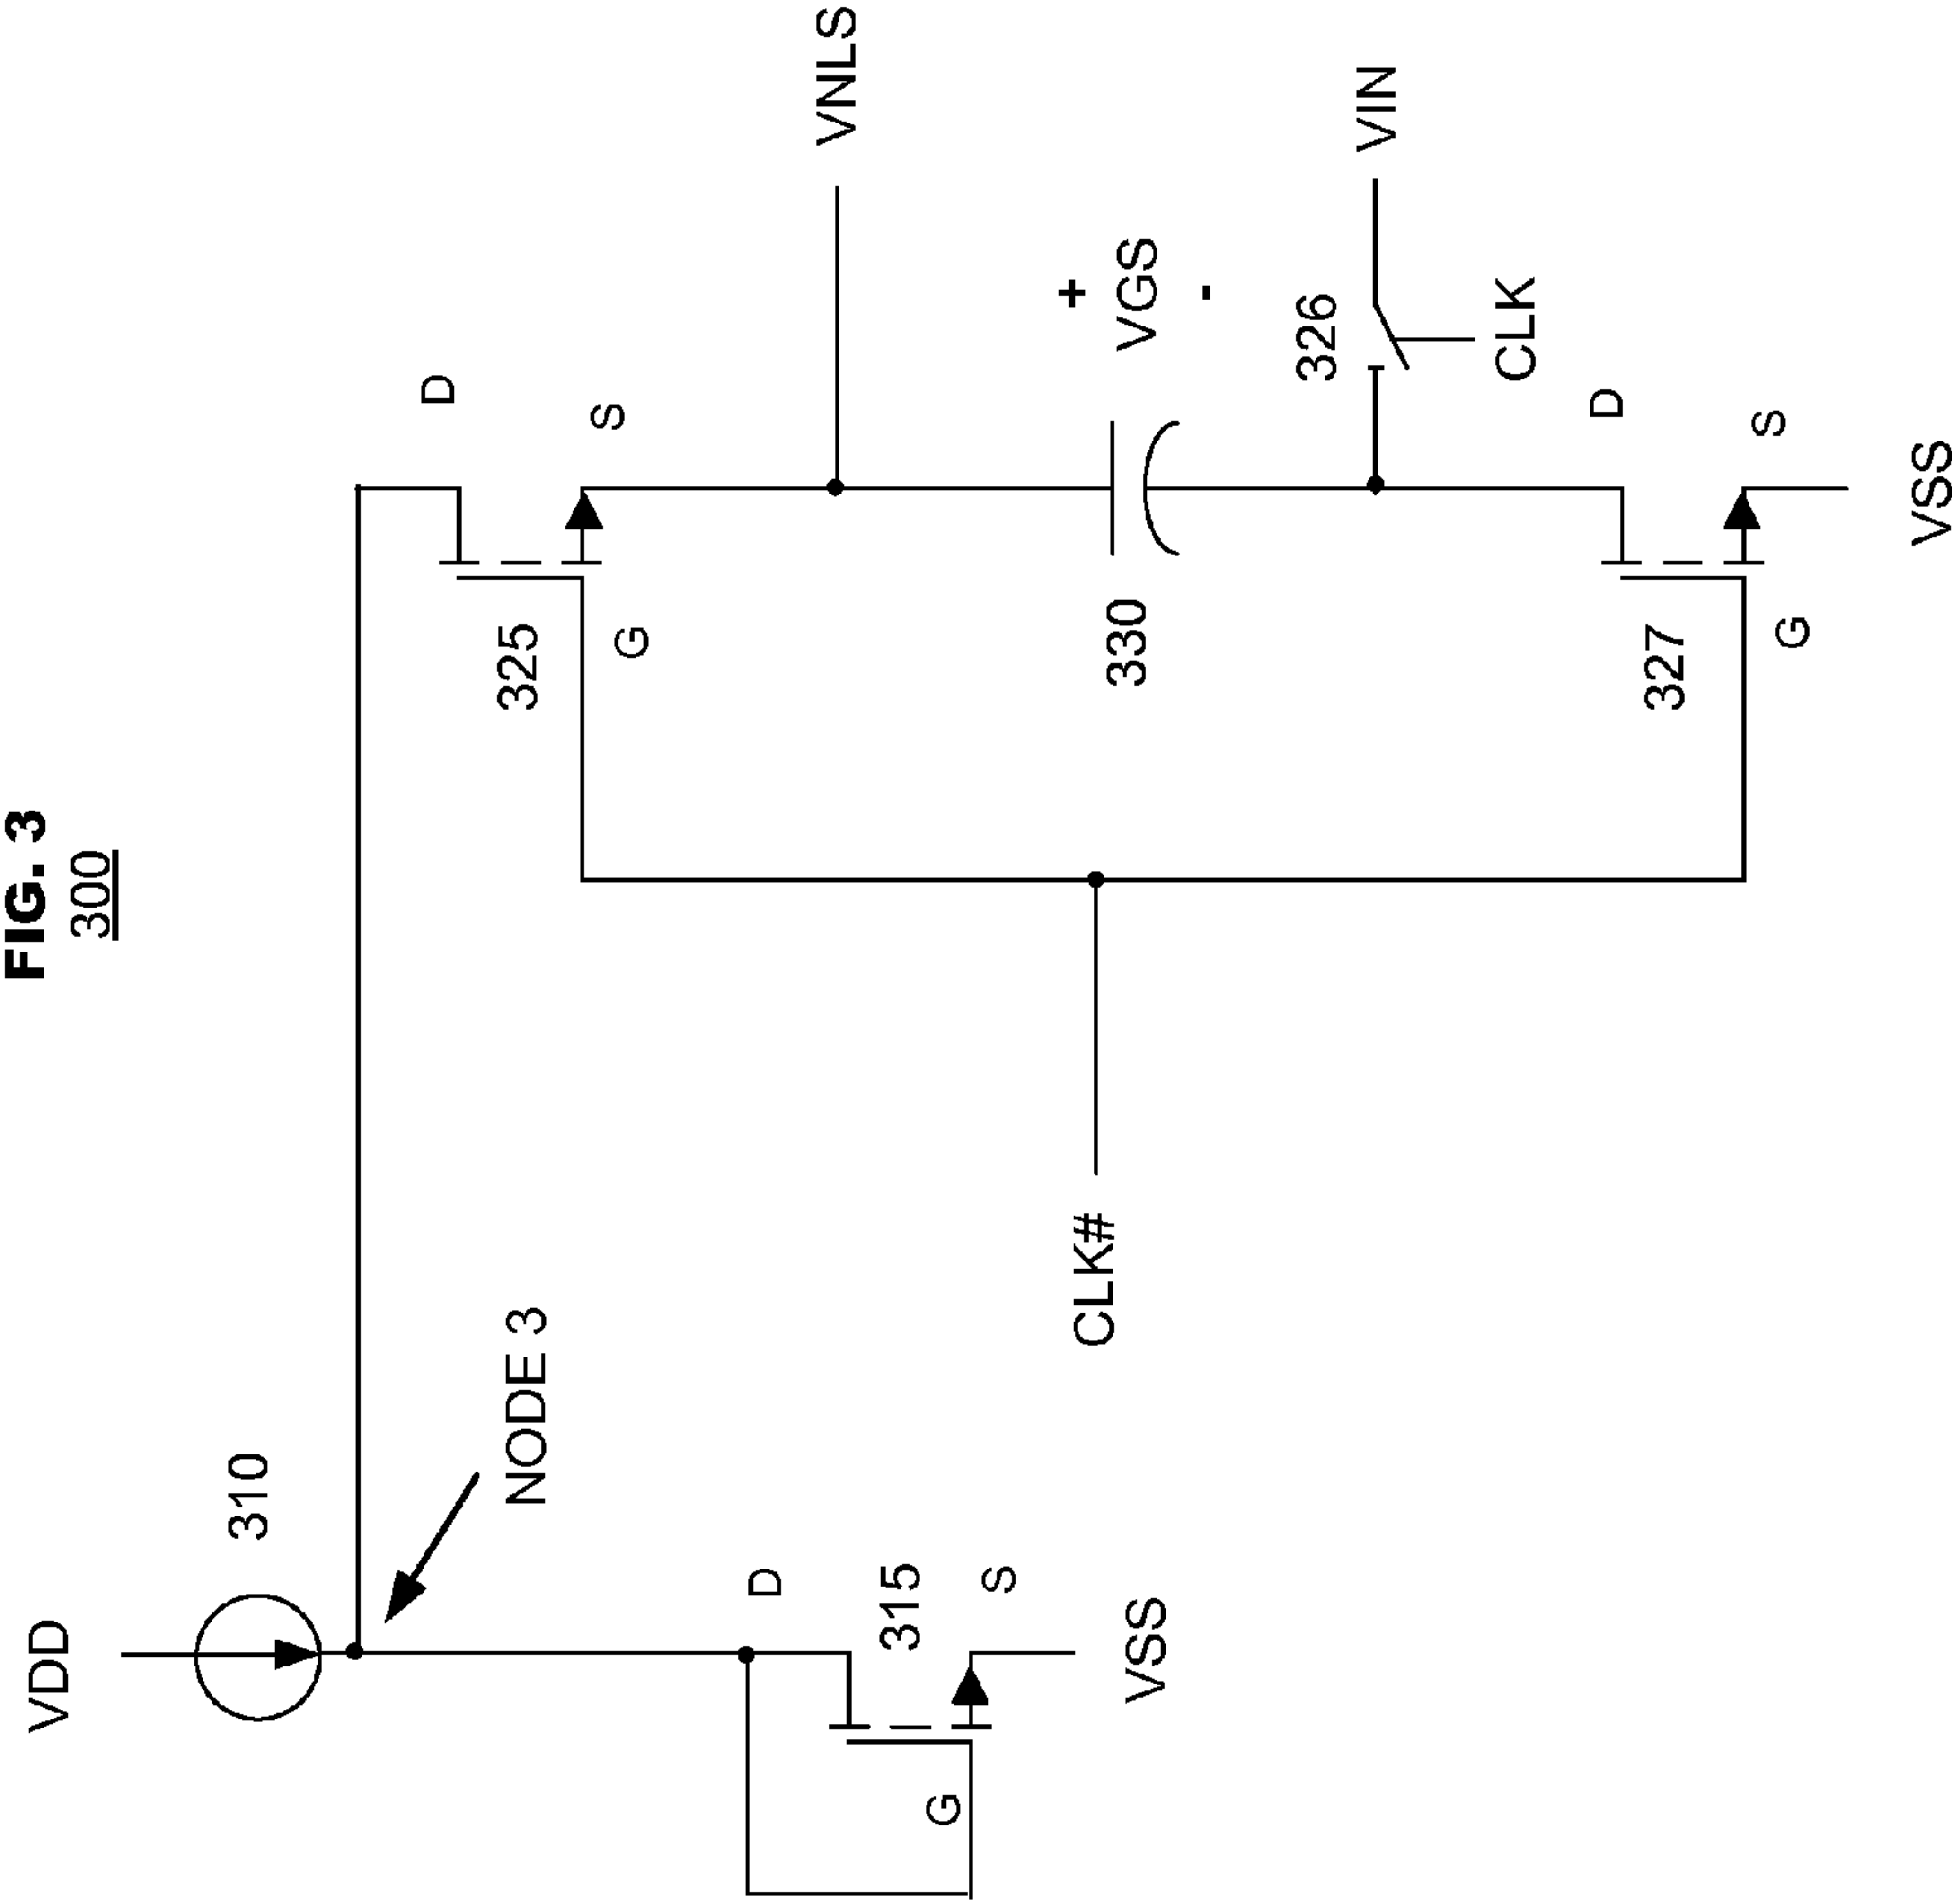 FIG. 3
300
VDD
310
NODE 3
D
315
S
G
VSS
CLK#
D
S
325
G
VNLS
+
VGS
-
330
326
VIN
CLK
D
S
327
G
VSS